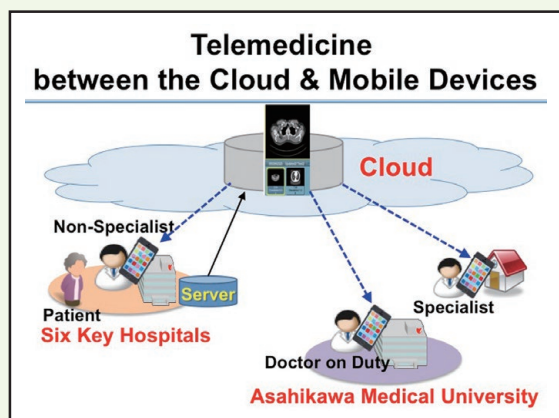 Telemedicine
between the Cloud & Mobile Devices
Cloud
Non-Specialist
Server
Patient
Six Key Hospitals
Specialist
Doctor on Duty
Asahikawa Medical University